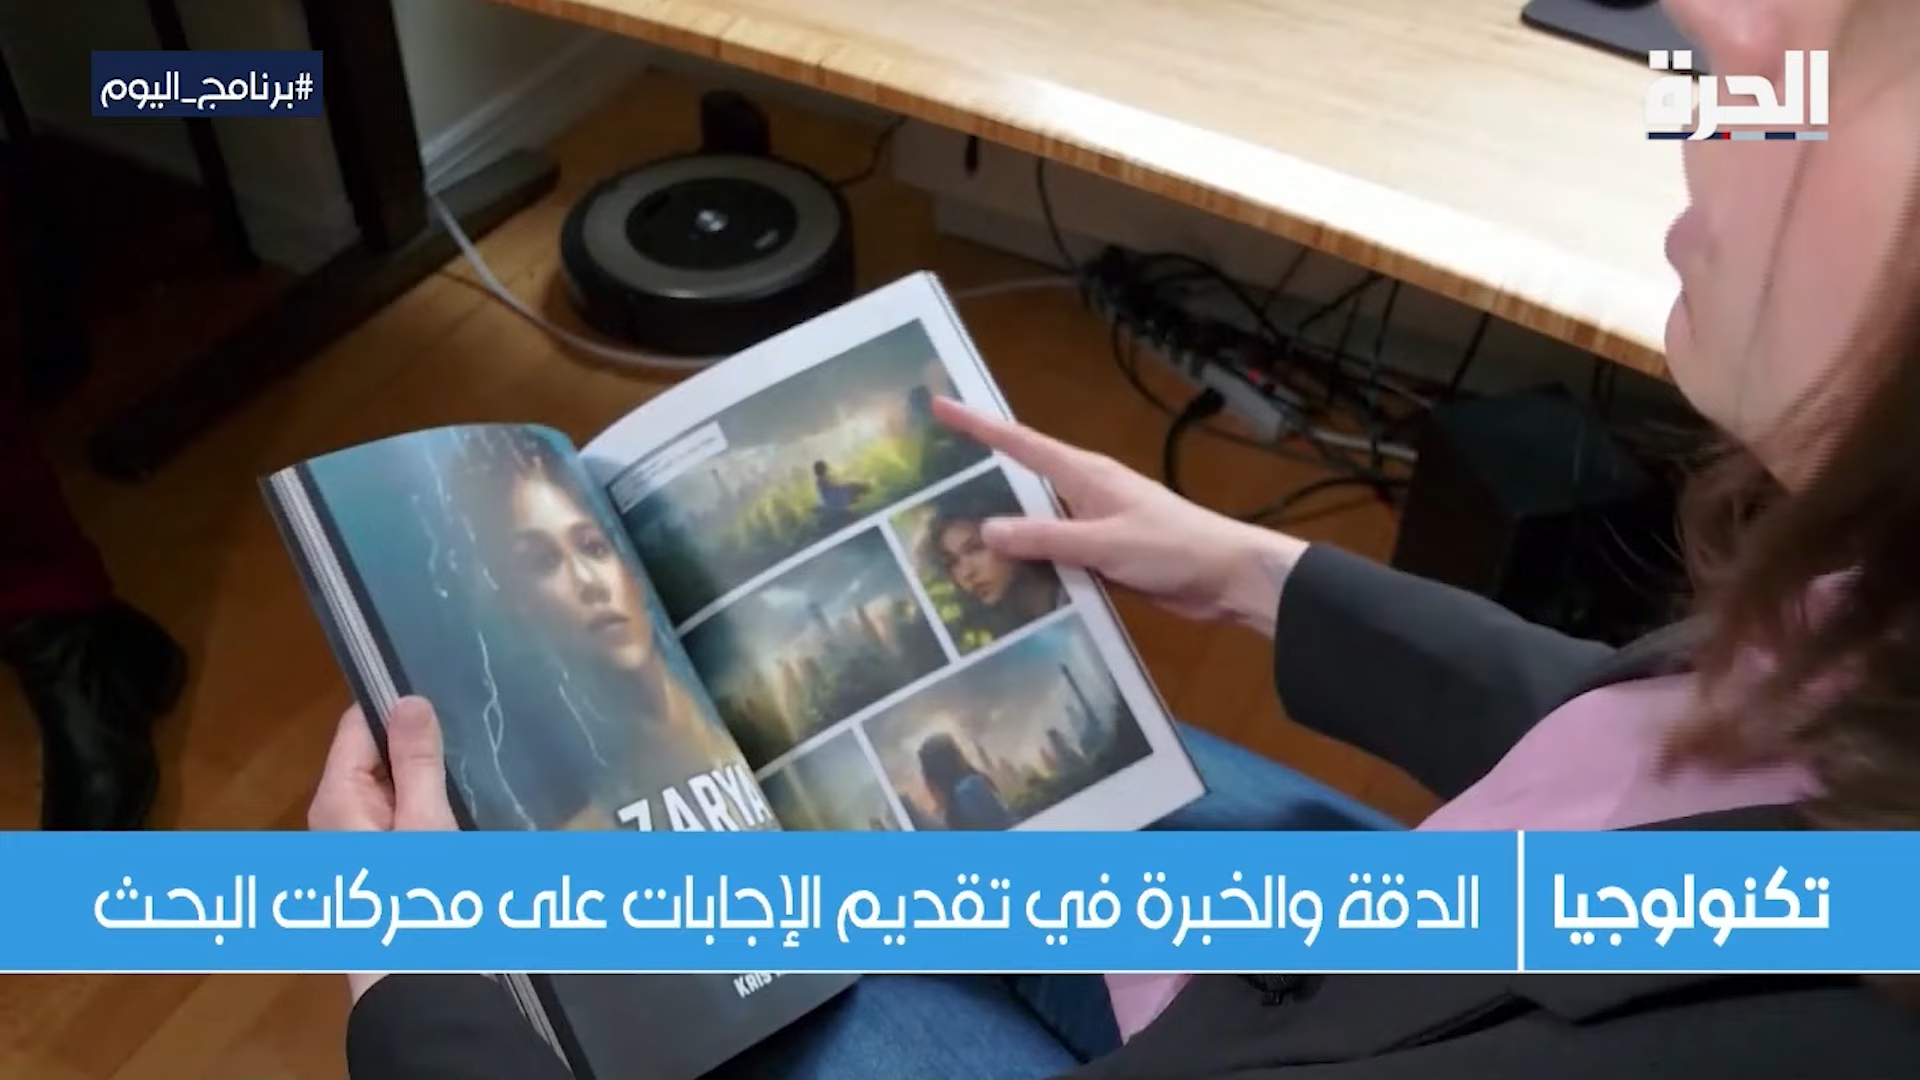 #برنامج_اليوم
الحرة
ZARYA
تكنولوجيا
الدقة والخبرة في تقديم الإجابات على محركات البحث